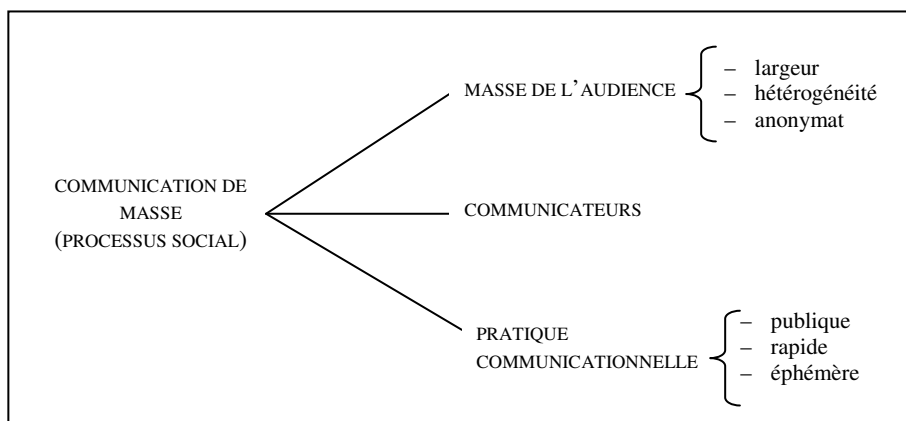 MASSE DE L'AUDIENCE
– largeur
– hétérogénéité
– anonymat
COMMUNICATION DE
MASSE
(PROCESSUS SOCIAL)
COMMUNICATEURS
PRATIQUE
COMMUNICATIONNELLE
– publique
– rapide
– éphémère